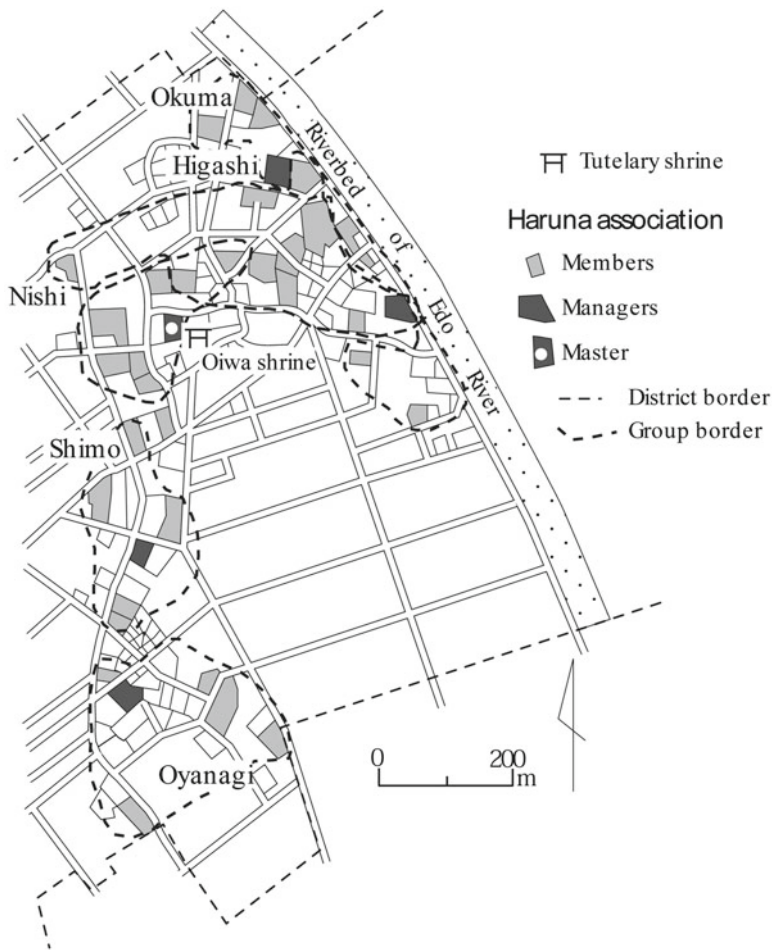 Okuma
Higashi
Nishi
Oiwa shrine
Shimo
Oyanagi
Riverbed of Edo River
Tutelary shrine
Haruna association
Members
Managers
Master
District border
Group border
0 200
m